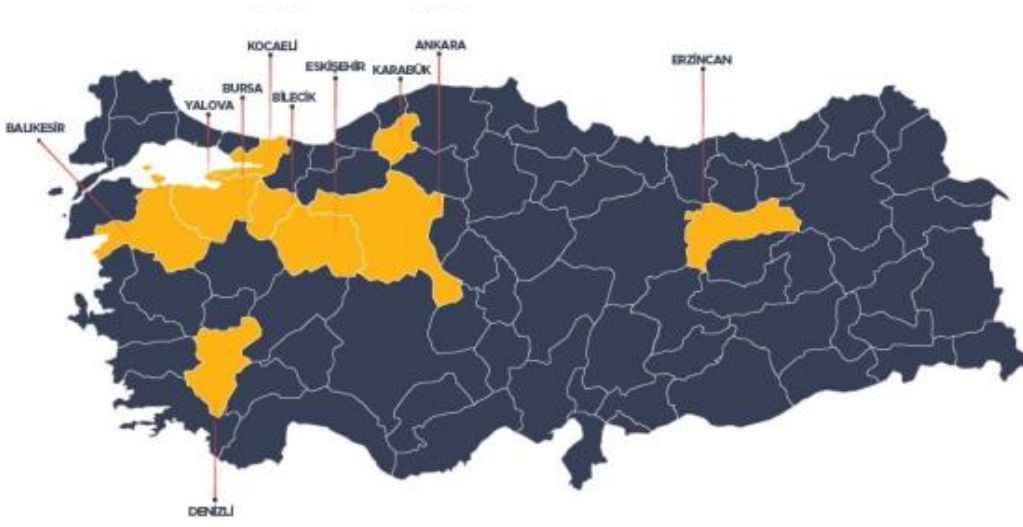 KOCAELİ
ANKARA
ESKİŞEHİR
KARABÜK
ERZİNCAN
BURSA
BİLECİK
YALOVA
BALIKESİR
DENİZLİ